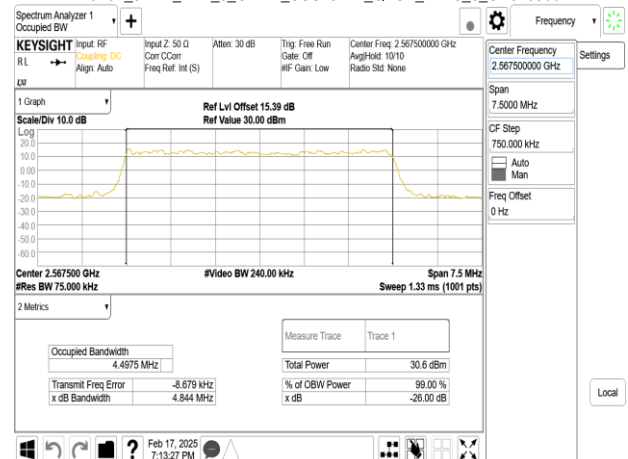 Spectrum Analyzer 1
Occupied BW
Frequency
KEYSIGHT
RL
Input: RF
Coupling: DC
Align: Auto
Input Z: 50 Ω
Corr CCorr
Freq Ref: Int (S)
Atten: 30 dB
Trig: Free Run
Gate: Off
#IF Gain: Low
Center Freq: 2.567500000 GHz
Avg|Hold: 10/10
Radio Std: None
Center Frequency
2.567500000 GHz
Settings
Span
7.5000 MHz
CF Step
750.000 kHz
Auto
Man
Freq Offset
0 Hz
1 Graph
Scale/Div 10.0 dB
Ref Lvl Offset 15.39 dB
Ref Value 30.00 dBm
Log
20.0
10.0
0.00
-10.0
-20.0
-30.0
-40.0
-50.0
-60.0
Center 2.567500 GHz
#Video BW 240.00 kHz
Span 7.5 MHz
#Res BW 75.000 kHz
Sweep 1.33 ms (1001 pts)
2 Metrics
Measure Trace
Trace 1
Occupied Bandwidth
4.4975 MHz
Total Power
30.6 dBm
Transmit Freq Error
-8.679 kHz
% of OBW Power
99.00 %
x dB Bandwidth
4.844 MHz
x dB
-26.00 dB
Local
Feb 17, 2025
7:13:27 PM